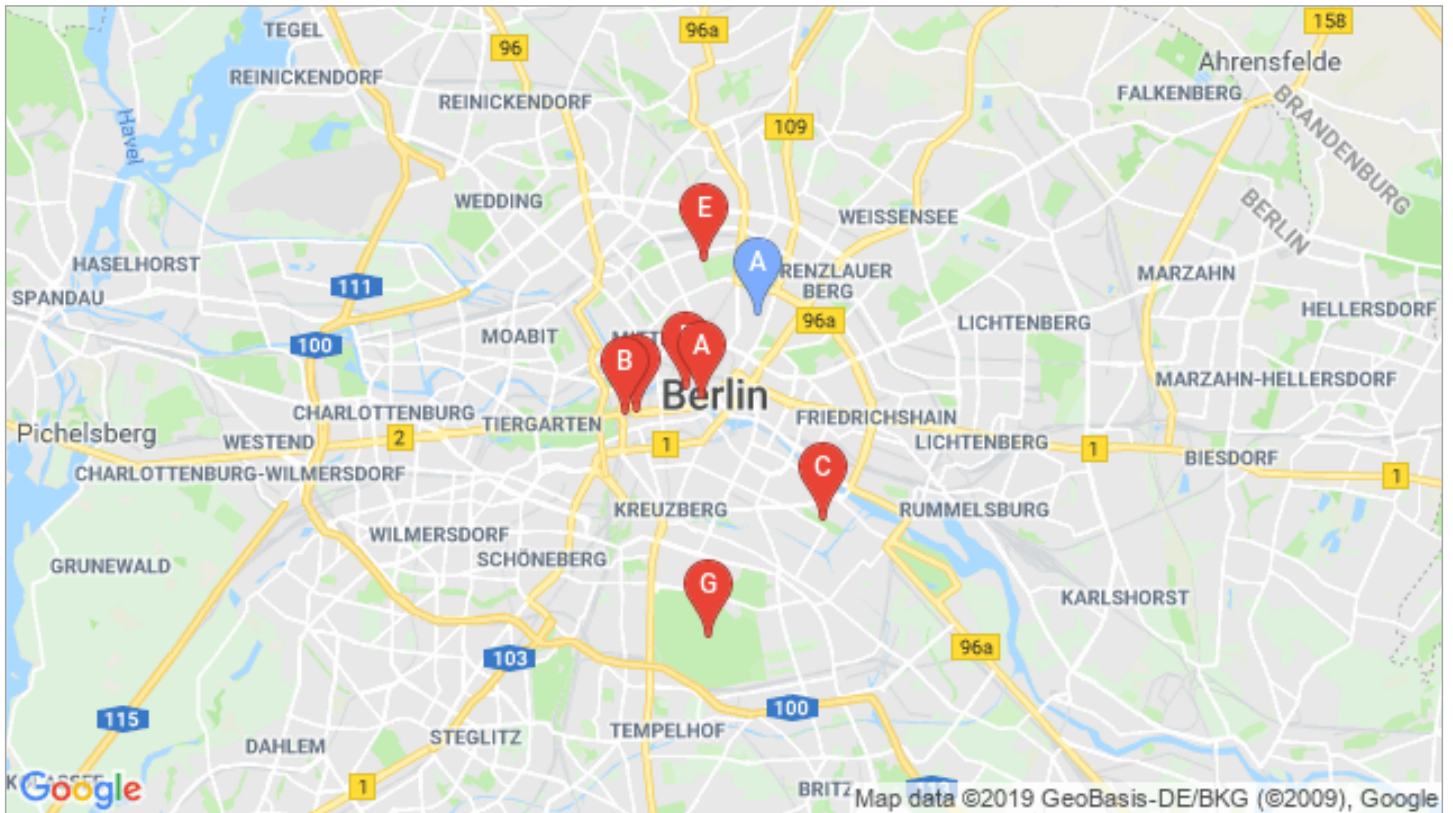 TEGEL
96a
158
96
Ahrensfelde
REINICKENDORF
FALKENBERG
REINICKENDORF
BRANDENBURG
109
Havel
WEDDING
E
WEISSENSEE
BERLIN
HASELHORST
A
RENZLAUER
BERG
MARZAHN
111
SPANDAU
HELLERSDORF
96a
LICHTENBERG
MOABIT
100
A
B
MARZAHN-HELLERSDORF
Berlin
CHARLOTTENBURG
TIERGARTEN
FRIEDRICHSHAIN
Pichelsberg
WESTEND
2
1
LICHTENBERG
1
BIESDORF
CHARLOTTENBURG-WILMERSDORF
C
1
KREUZBERG
RUMMELSBURG
WILMERSDORF
SCHÖNEBERG
GRUNEWALD
G
KARLSHORST
96a
103
115
100
TEMPELHOF
STEGLITZ
DAHLEM
1
BRITZ
Google
Map data ©2019 GeoBasis-DE/BKG (©2009), Google